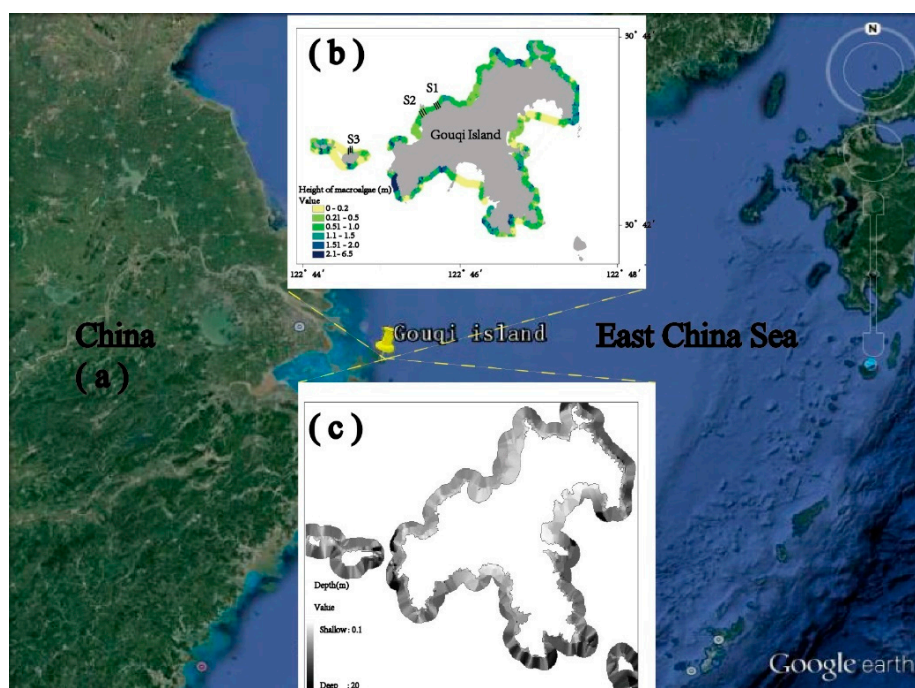 ( b )
30° 44'
N
S1
S2
Gouqi Island
S3
Height of macroalgae (m)
Value
0 - 0.2
0.21 - 0.5
0.51 - 1.0
1.1 - 1.5
1.51 - 2.0
2.1 - 6.5
30° 42'
122° 44'
122° 46'
122° 48'
China
( a )
Gouqi island
East China Sea
( c )
Depth(m)
Value
Shallow : 0.1
Deep : 20
Google earth